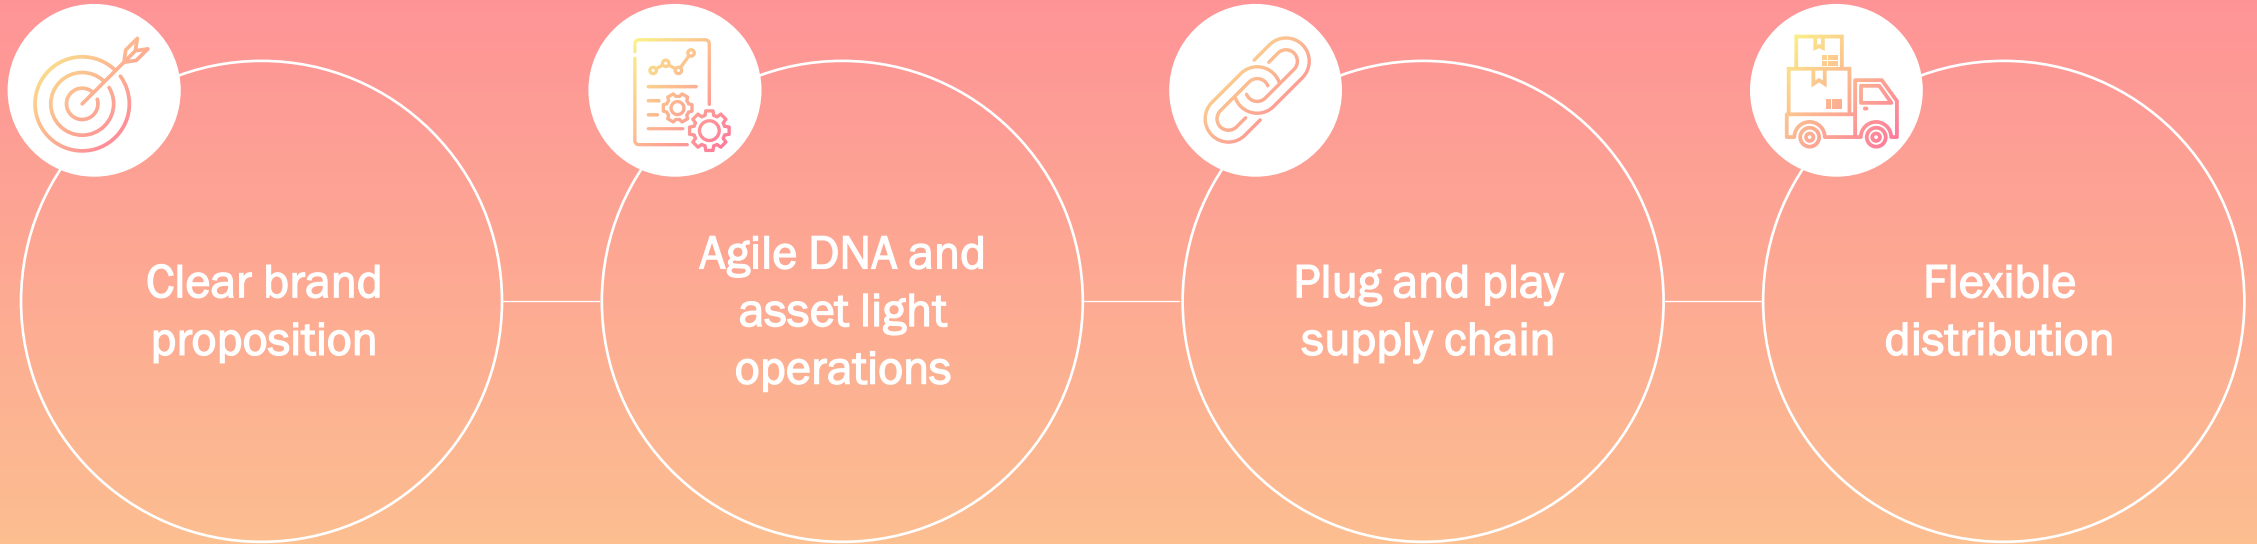 Clear brand
proposition
Agile DNA and
asset light
operations
Plug and play
supply chain
Flexible
distribution